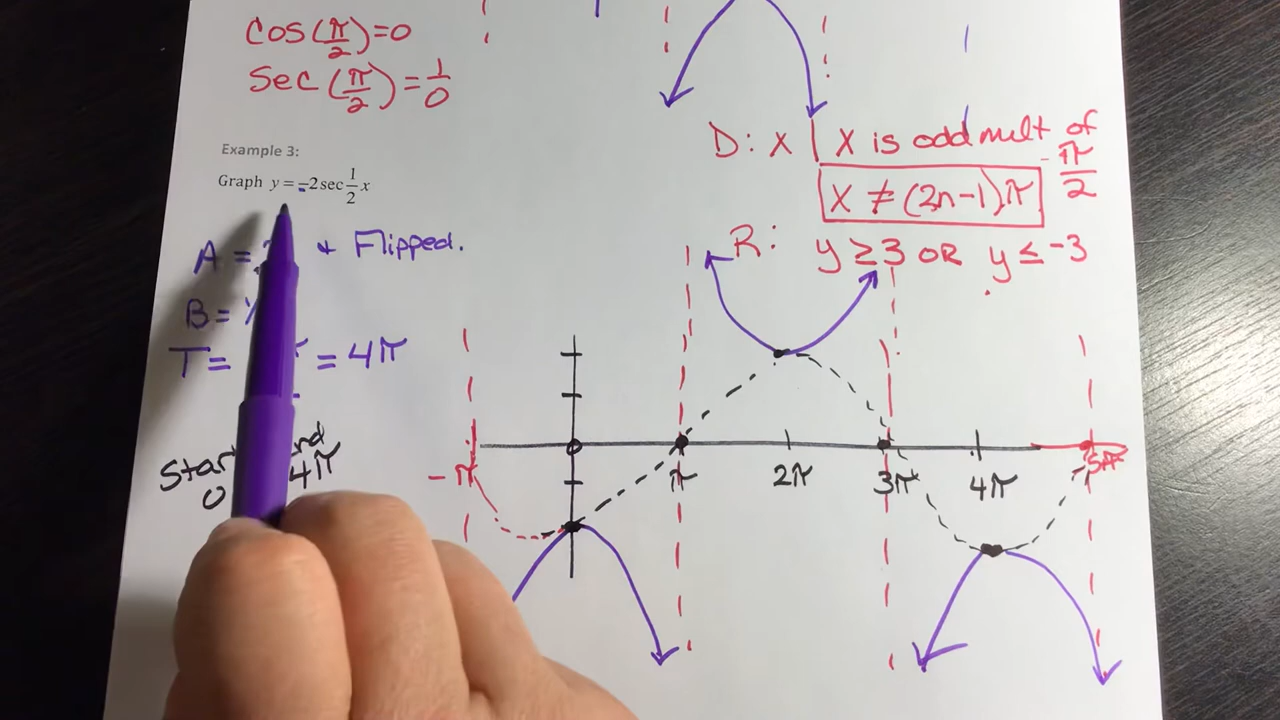 cos(π/2)=0
sec(π/2)=1/0
Example 3:
Graph y = -2 sec 1/2 x
A = & Flipped.
B =
T = = 4π
Start End
0 4π
D: x | x is odd mult of π/2
x ≠ (2n-1)π
R: y ≥ 3 OR y ≤ -3
-π π 2π 3π 4π 5π